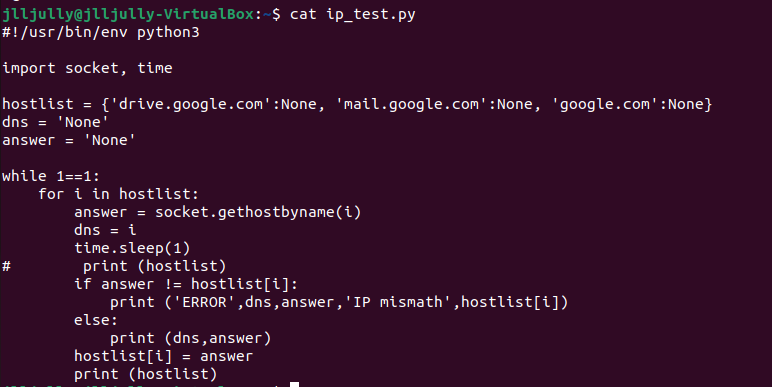 jlljully@jlljully-VirtualBox:~$ cat ip_test.py
#!/usr/bin/env python3

import socket, time

hostlist = {'drive.google.com':None, 'mail.google.com':None, 'google.com':None}
dns = 'None'
answer = 'None'

while 1==1:
    for i in hostlist:
        answer = socket.gethostbyname(i)
        dns = i
        time.sleep(1)
#        print (hostlist)
        if answer != hostlist[i]:
            print ('ERROR',dns,answer,'IP mismath',hostlist[i])
        else:
            print (dns,answer)
        hostlist[i] = answer
        print (hostlist)